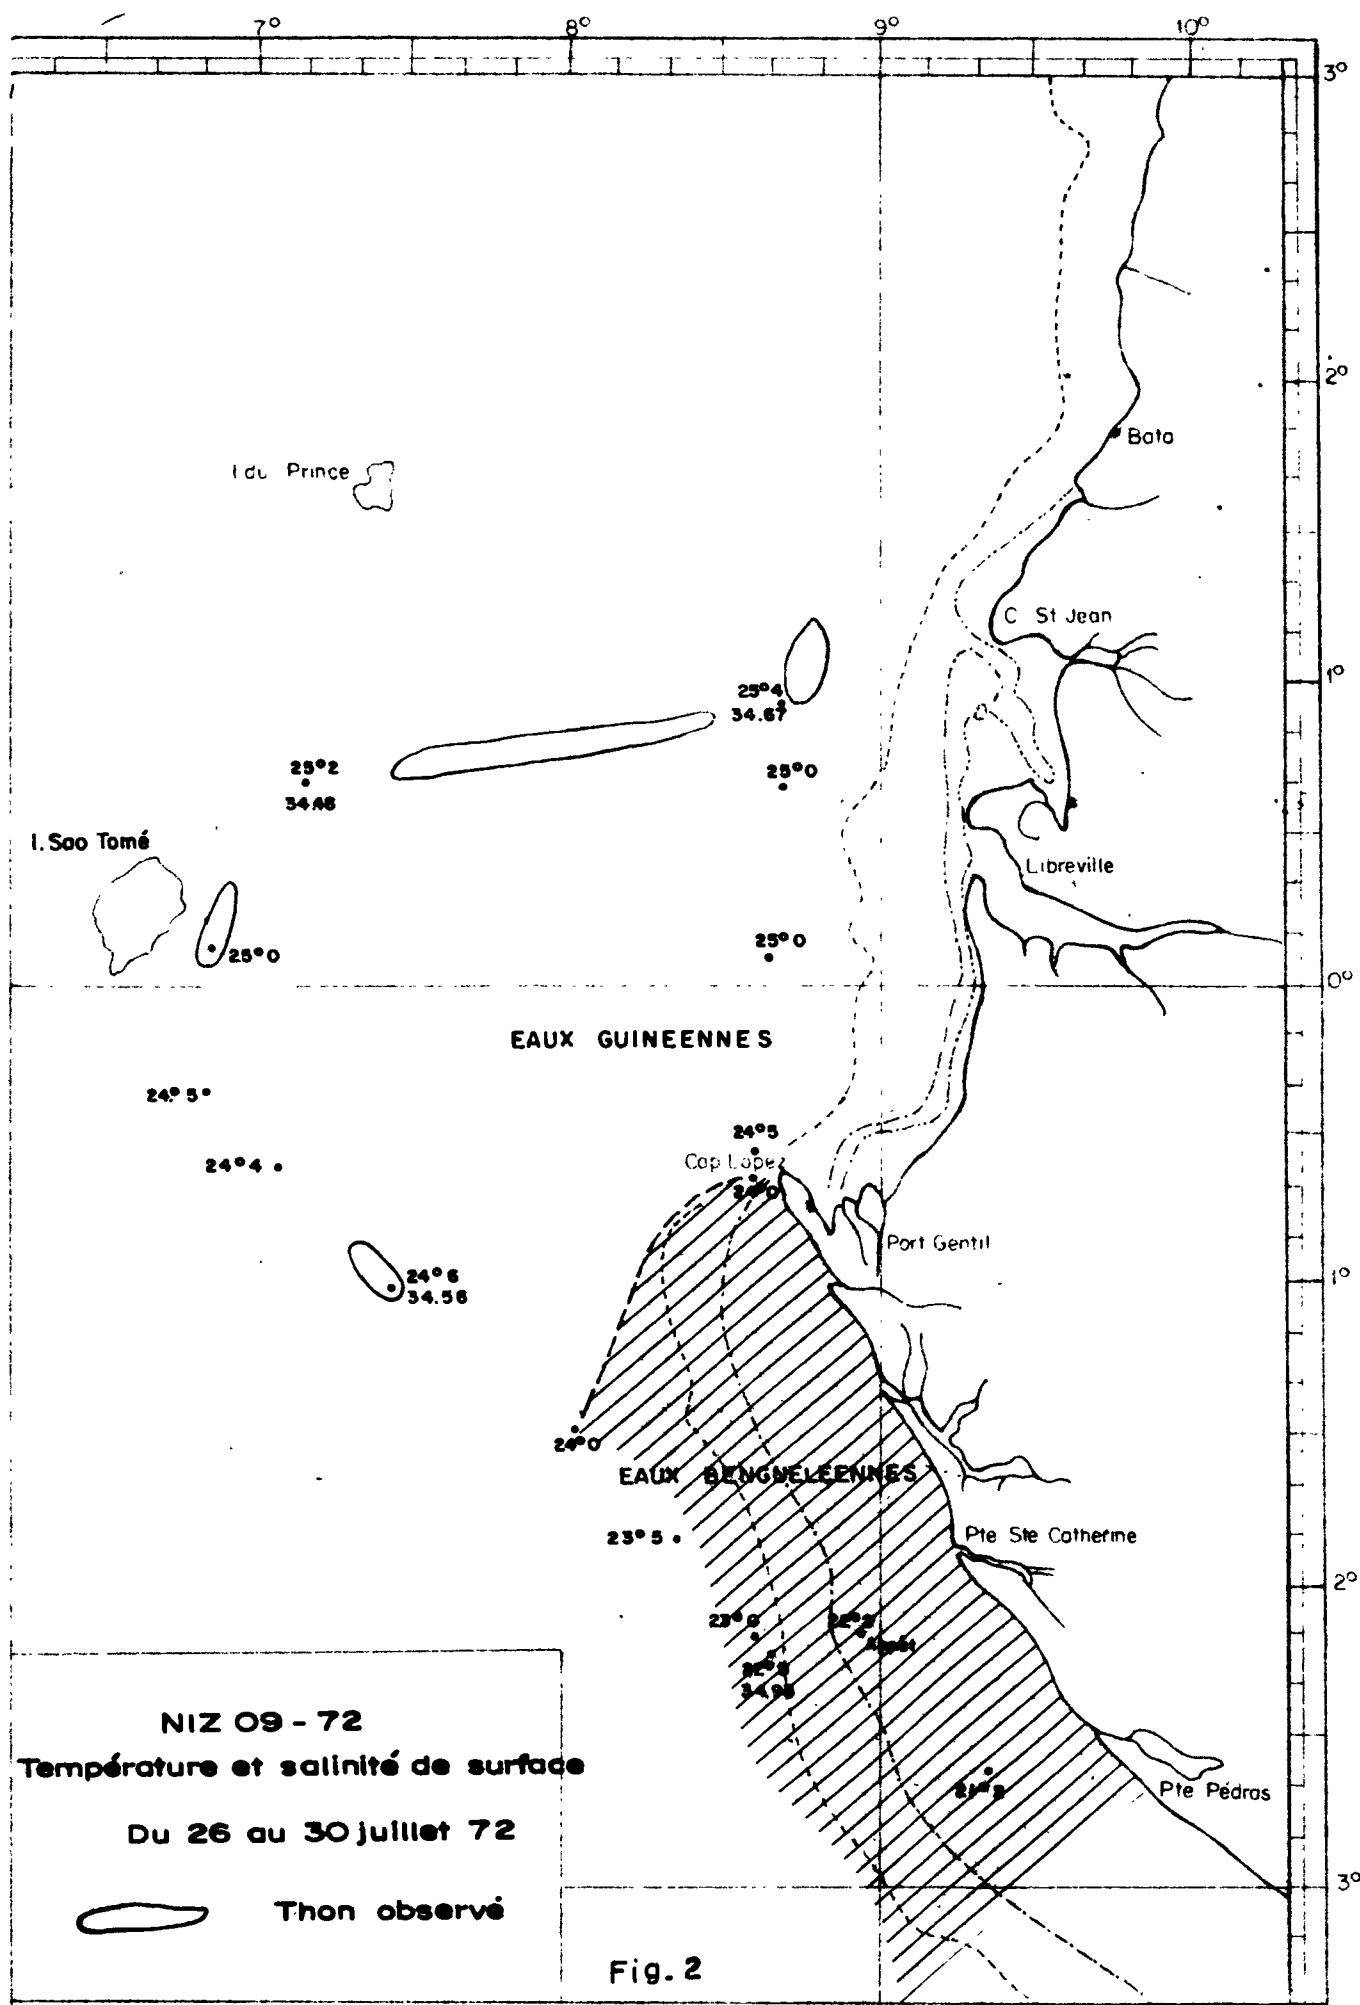 7° 8° 9° 10°
3°
2°
Bata
I du Prince
C St Jean
1°
25°4
34.67
25°2
34.48
25°0
I. Sao Tomé
Libreville
25°0
25°0
0°
EAUX GUINEENNES
24°5
24°5
24°4
Cap Lopez
24°0
Port Gentil
24°6
34.56
1°
24°0
EAUX BENGUELEENNES
23°5
Pte Ste Catherine
2°
23°0
34.95
NIZ 09-72
Température et salinité de surface
Pte Pédras
Du 26 au 30 juillet 72
3°
Thon observé
Fig. 2